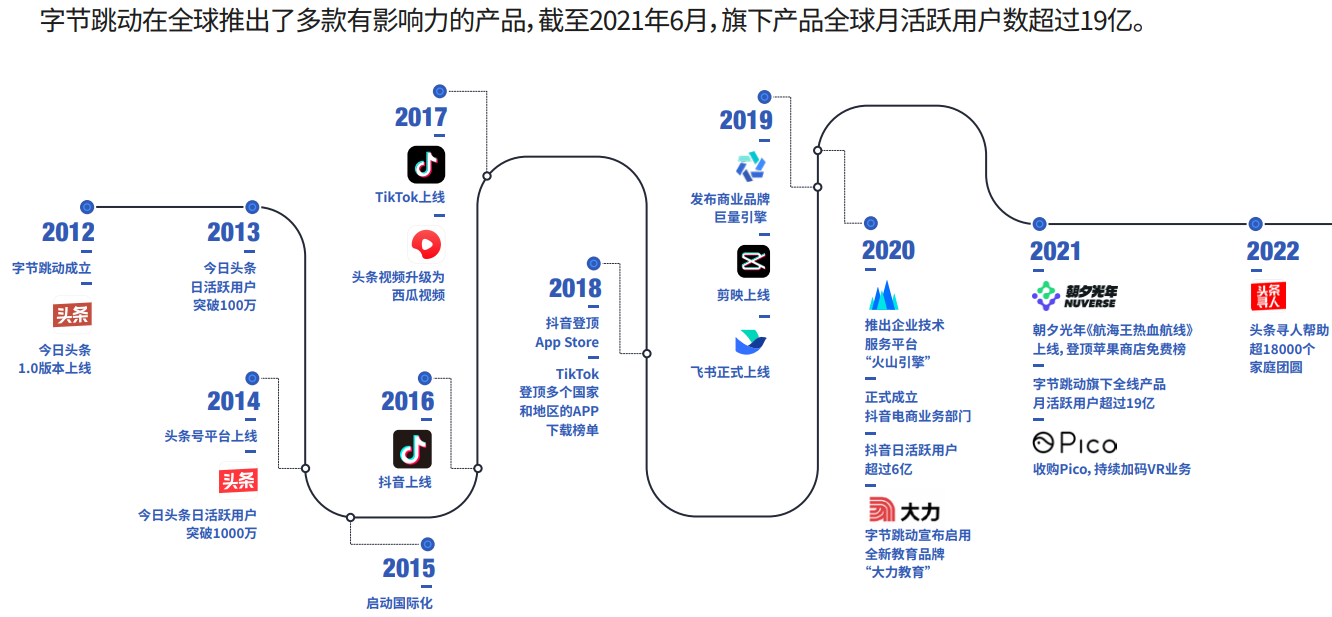 字节跳动在全球推出了多款有影响力的产品，截至2021年6月，旗下产品全球月活跃用户数超过19亿。
2012
字节跳动成立
头条
今日头条
1.0版本上线
2013
今日头条
日活跃用户
突破100万
2014
头条号平台上线
头条
今日头条日活跃用户
突破1000万
2015
启动国际化
2016
抖音上线
2017
TikTok上线
头条视频升级为
西瓜视频
2018
抖音登顶
App Store
TikTok
登顶多个国家
和地区的APP
下载榜单
2019
发布商业品牌
巨量引擎
剪映上线
飞书正式上线
2020
推出企业技术
服务平台
“火山引擎”
正式成立
抖音电商业务部门
抖音日活跃用户
超过6亿
大力
字节跳动宣布启用
全新教育品牌
“大力教育”
2021
朝夕光年
NUVERSE
朝夕光年《航海王热血航线》
上线，登顶苹果商店免费榜
字节跳动旗下全线产品
月活跃用户超过19亿
Pico
收购Pico，持续加码VR业务
2022
头条
寻人
头条寻人帮助
超18000个
家庭团圆